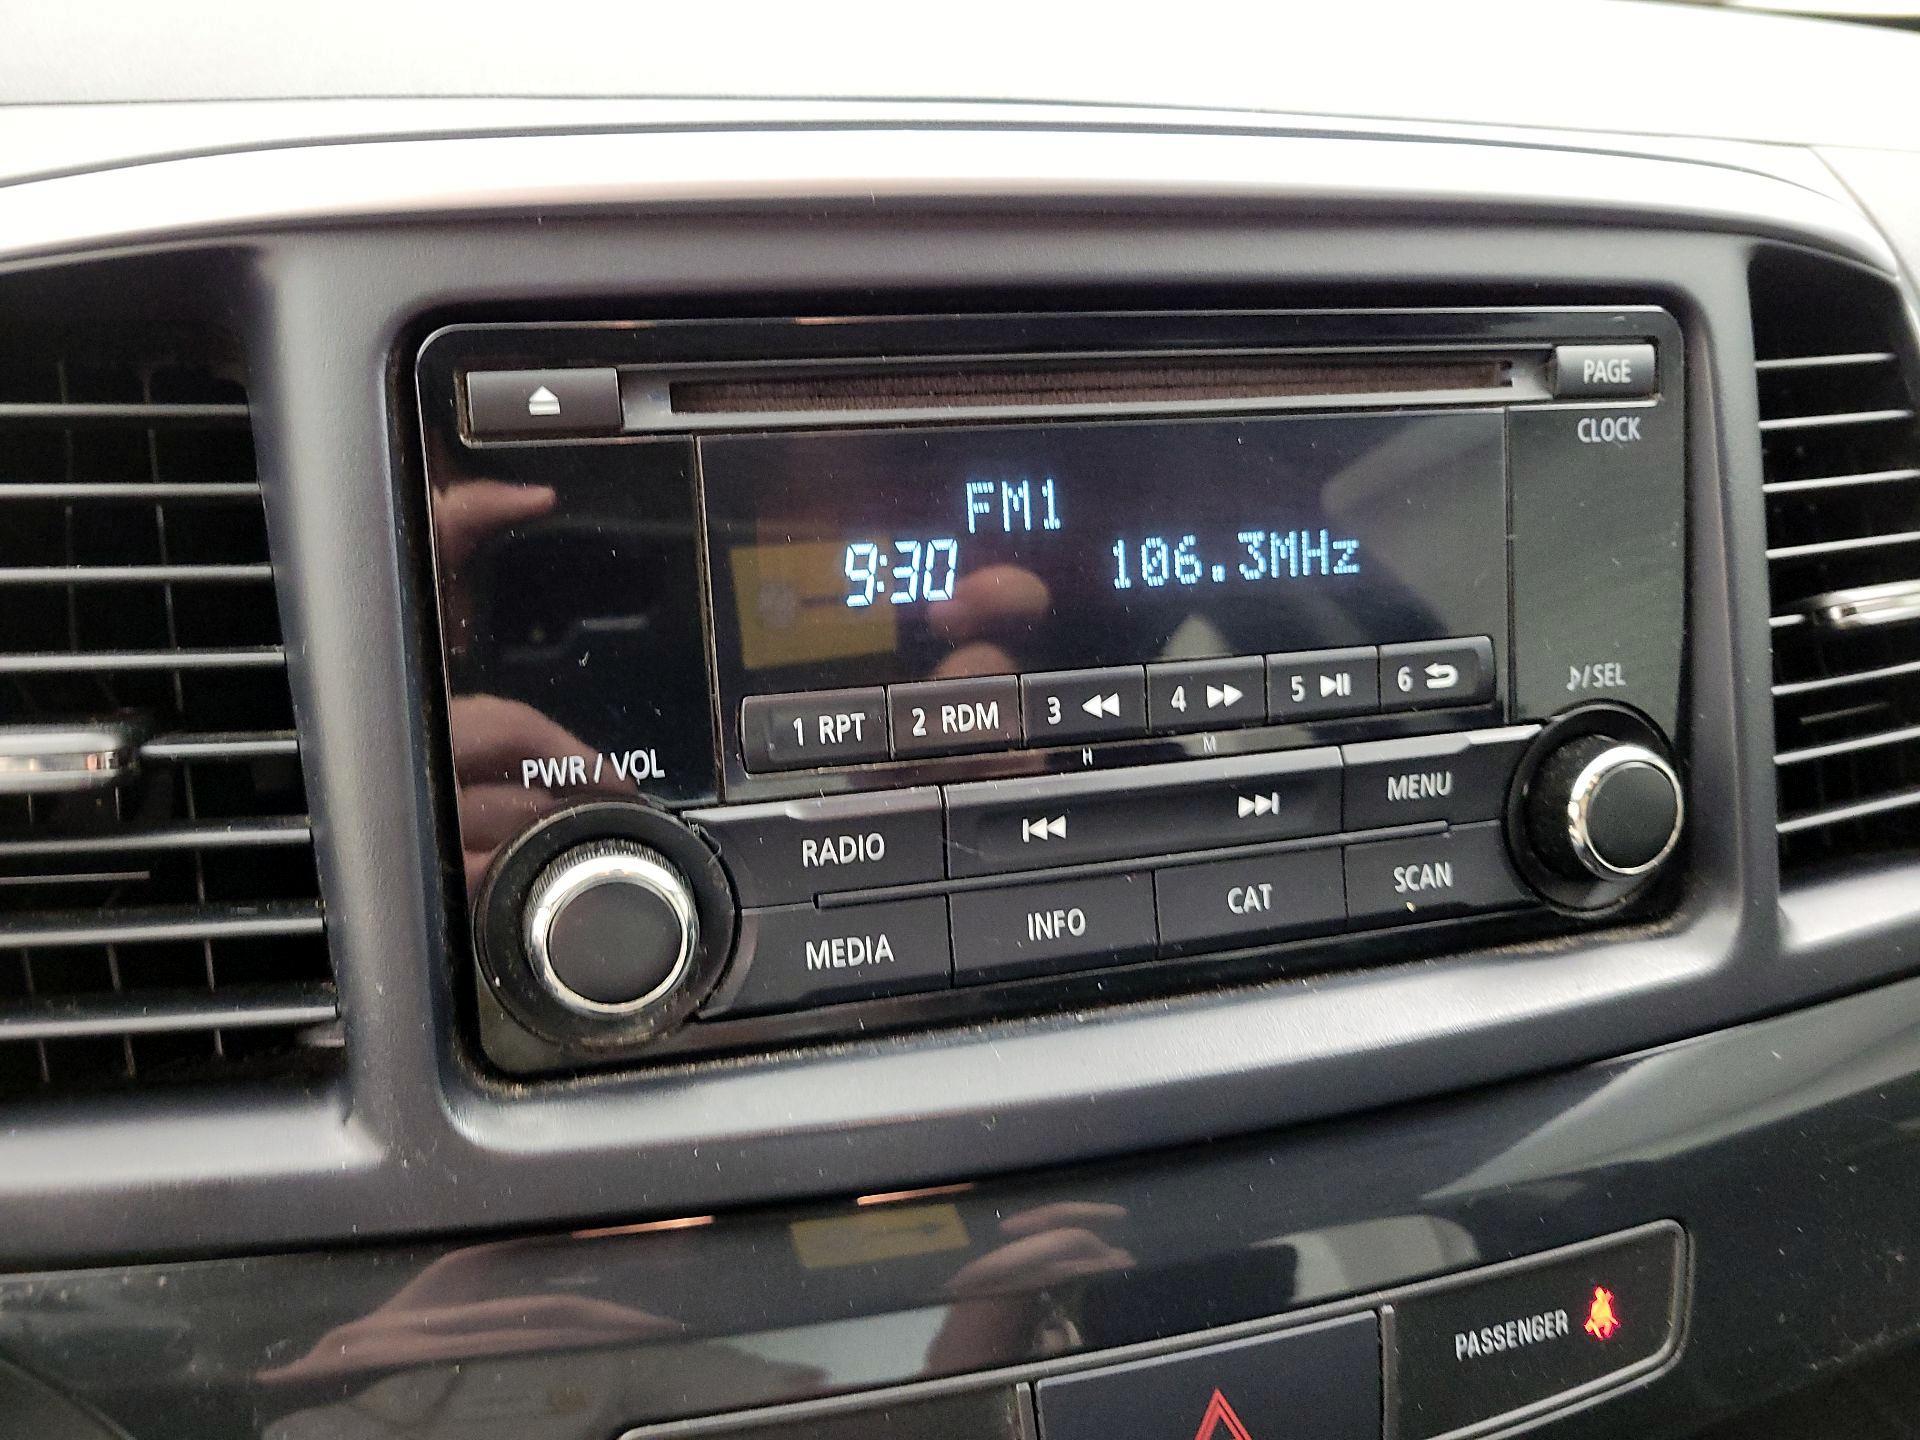 PAGE
CLOCK
FM1
9:30 106.3MHz
♪/SEL
1 RPT 2 RDM 3 4 5 6
H M
PWR / VOL
RADIO MENU
MEDIA INFO CAT SCAN
PASSENGER